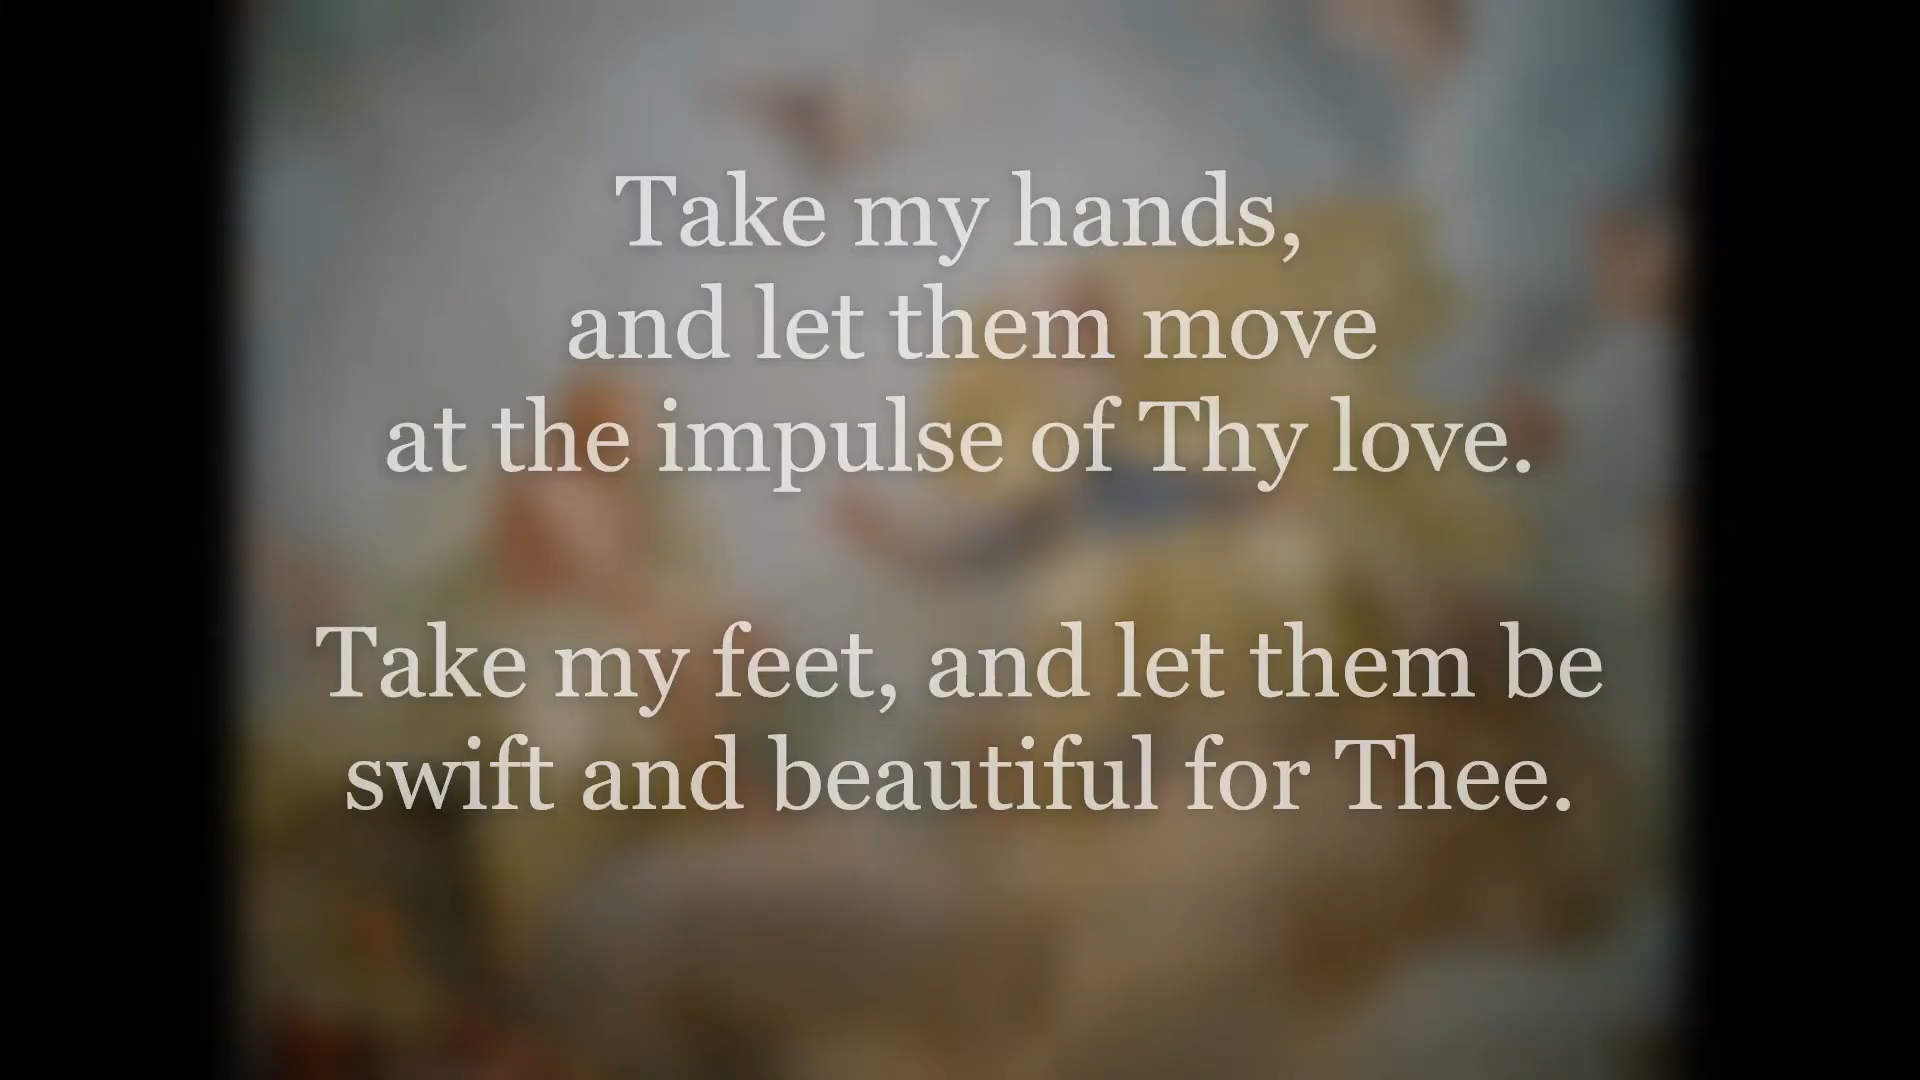 Take my hands,
and let them move
at the impulse of Thy love.
Take my feet, and let them be
swift and beautiful for Thee.